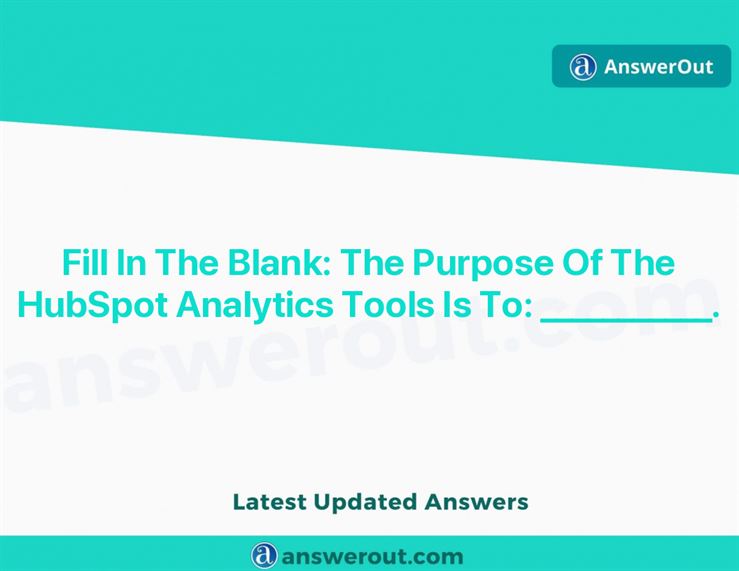 AnswerOut
Fill In The Blank: The Purpose Of The
HubSpot Analytics Tools Is To: __________.
answerout.com
Latest Updated Answers
answerout.com